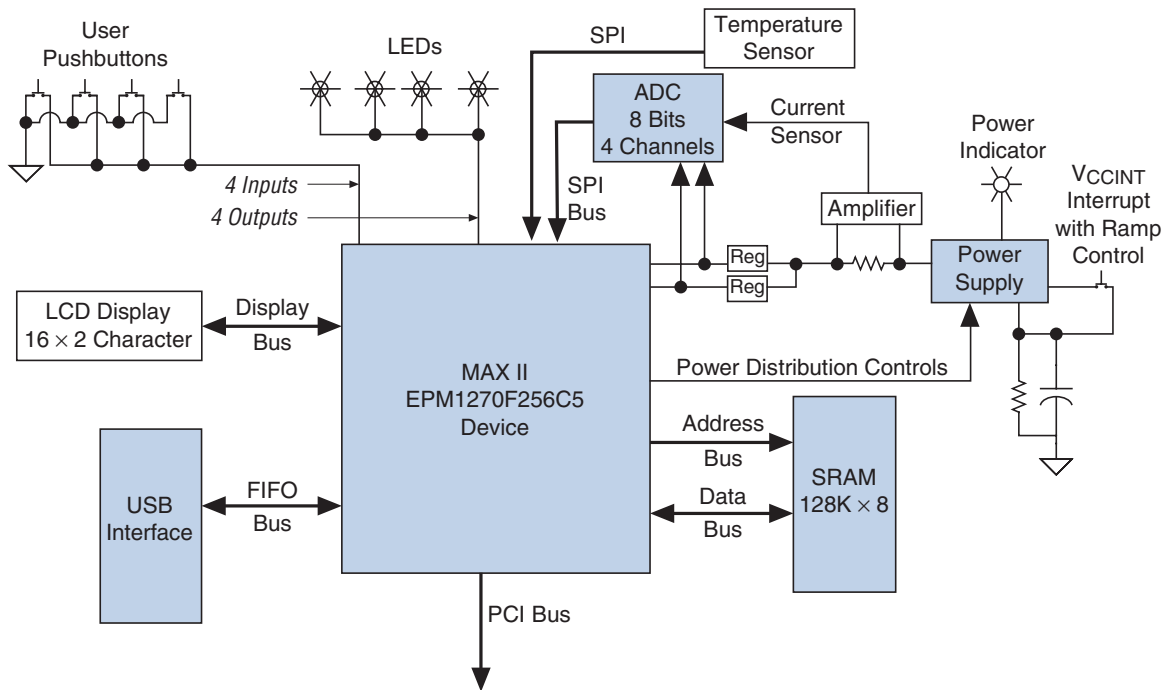 User
Pushbuttons
LEDs
SPI
Temperature
Sensor
ADC
8 Bits
4 Channels
Current
Sensor
Power
Indicator
VCCINT
Interrupt
with Ramp
Control
4 Inputs
4 Outputs
SPI
Bus
Amplifier
Reg
Reg
Power
Supply
LCD Display
16 × 2 Character
Display
Bus
MAX II
EPM1270F256C5
Device
Power Distribution Controls
Address
Bus
Data
Bus
SRAM
128K × 8
USB
Interface
FIFO
Bus
PCI Bus